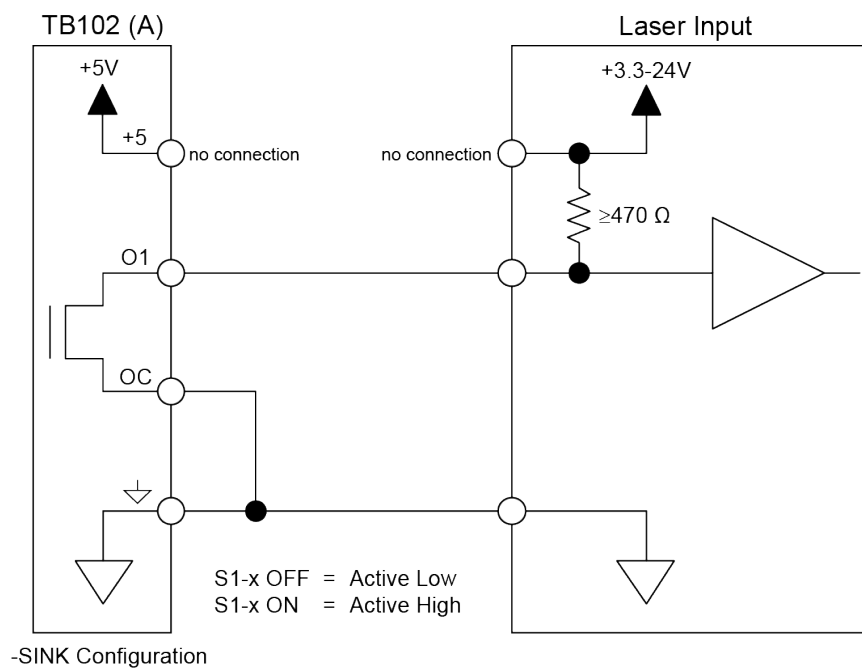 TB102 (A)
Laser Input
+5V
+3.3-24V
+5
no connection
no connection
≥470 Ω
O1
OC
S1-x OFF = Active Low
S1-x ON = Active High
-SINK Configuration